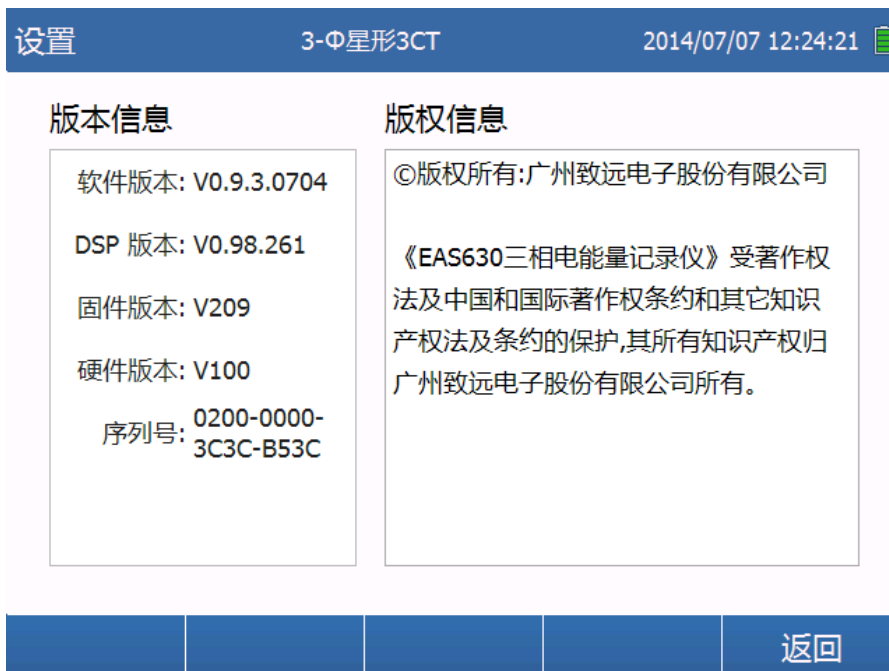 设置 3-Φ星形3CT 2014/07/07 12:24:21
版本信息
软件版本: V0.9.3.0704
DSP 版本: V0.98.261
固件版本: V209
硬件版本: V100
序列号: 0200-0000-
3C3C-B53C
版权信息
©版权所有:广州致远电子股份有限公司
《EAS630三相电能量记录仪》受著作权
法及中国和国际著作权条约和其它知识
产权法及条约的保护,其所有知识产权归
广州致远电子股份有限公司所有。
返回